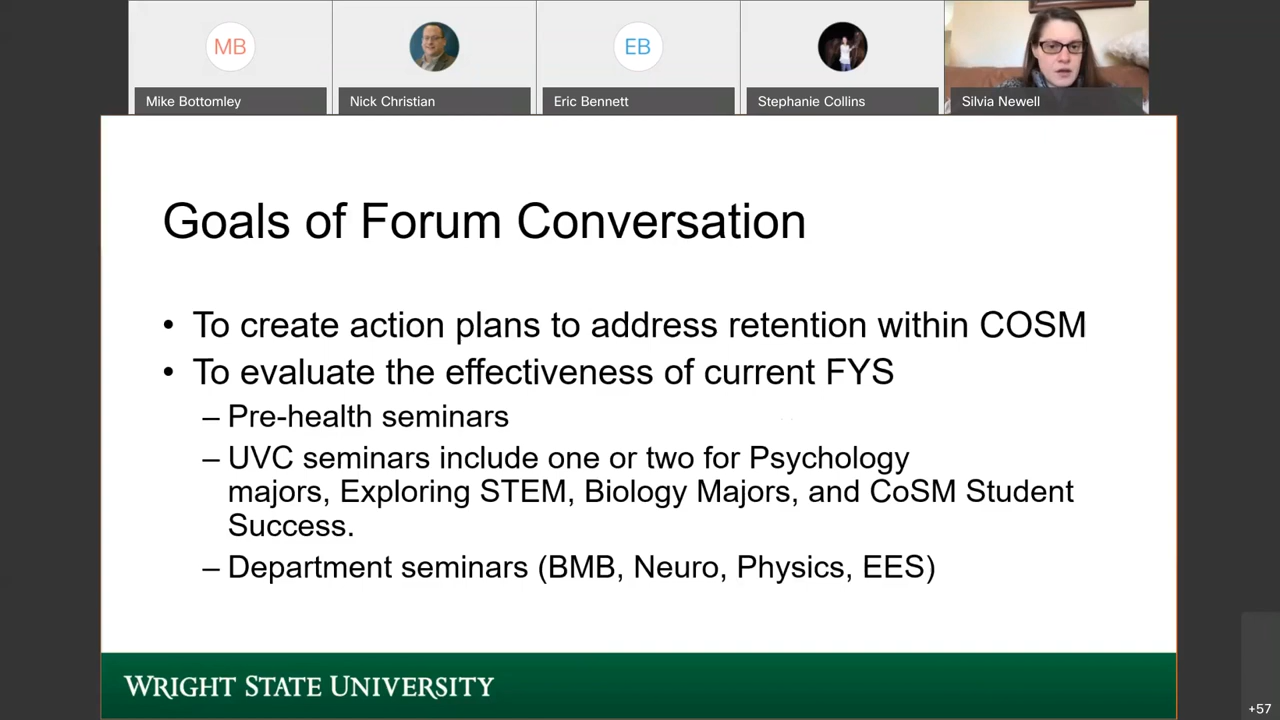 MB
EB
Mike Bottomley
Nick Christian
Eric Bennett
Stephanie Collins
Silvia Newell
Goals of Forum Conversation
• To create action plans to address retention within COSM
• To evaluate the effectiveness of current FYS
– Pre-health seminars
– UVC seminars include one or two for Psychology
majors, Exploring STEM, Biology Majors, and CoSM Student
Success.
– Department seminars (BMB, Neuro, Physics, EES)
WRIGHT STATE UNIVERSITY
+57